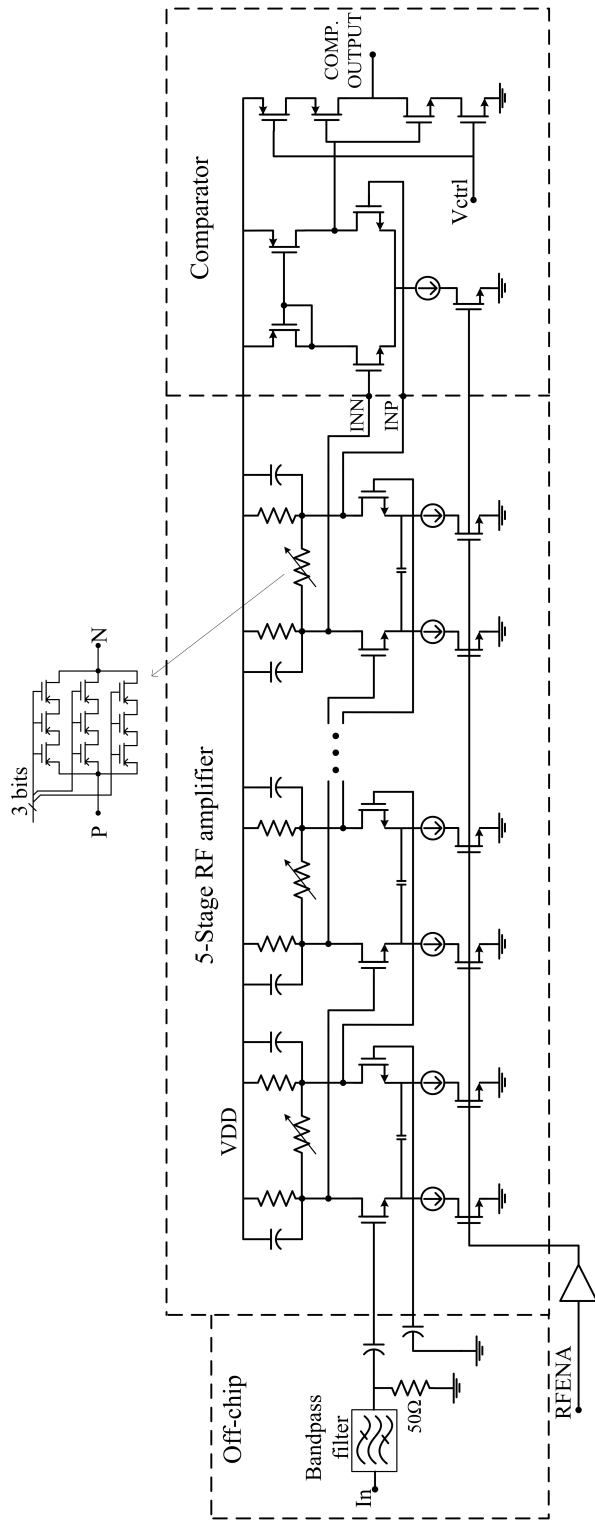 3 bits
P
N
Off-chip
5-Stage RF amplifier
Comparator
VDD
In
Bandpass
filter
50Ω
INN
INP
COMP.
OUTPUT
Vctrl
RFENA